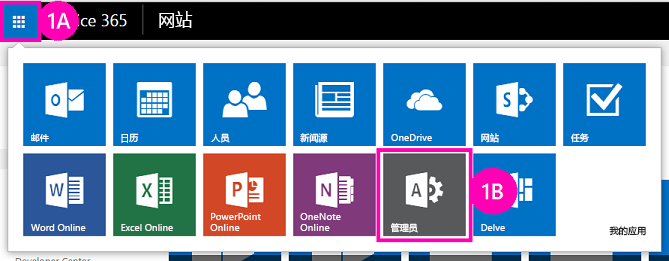 1A
ice 365 网站
邮件 日历 人员 新闻源 OneDrive 网站 任务
1B
Word Online Excel Online PowerPoint Online OneNote Online 管理员 Delve
我的应用
Developer Center